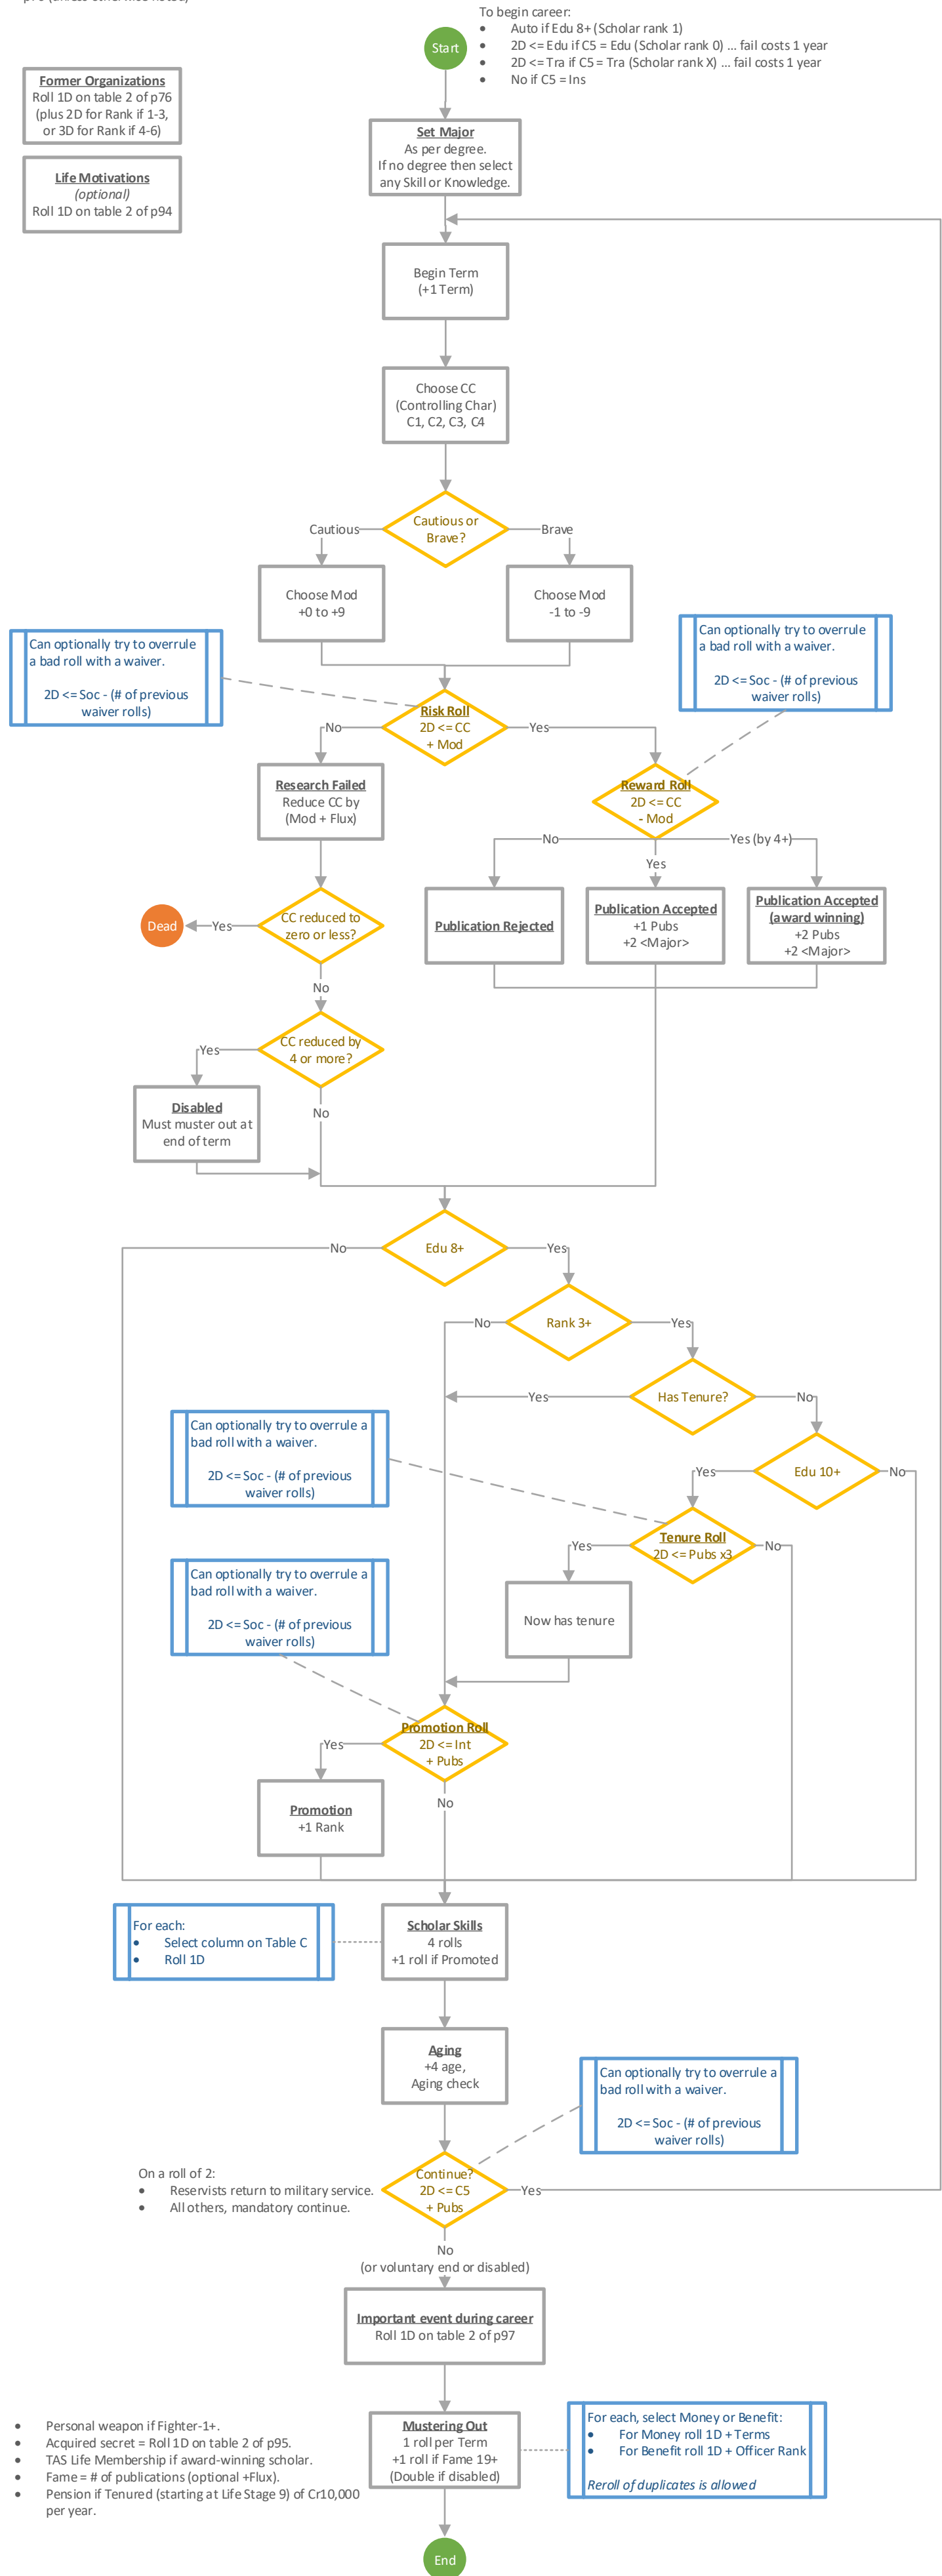 To begin career:
• Auto if Edu 8+ (Scholar rank 1)
• 2D <= Edu if C5 = Edu (Scholar rank 0) ... fail costs 1 year
• 2D <= Tra if C5 = Tra (Scholar rank X) ... fail costs 1 year
• No if C5 = Ins
Start
Former Organizations
Roll 1D on table 2 of p76
(plus 2D for Rank if 1-3,
or 3D for Rank if 4-6)
Life Motivations
(optional)
Roll 1D on table 2 of p94
Set Major
As per degree.
If no degree then select
any Skill or Knowledge.
Begin Term
(+1 Term)
Choose CC
(Controlling Char)
C1, C2, C3, C4
Cautious or
Brave?
Cautious
Brave
Choose Mod
+0 to +9
Choose Mod
-1 to -9
Can optionally try to overrule
a bad roll with a waiver.
2D <= Soc - (# of previous
waiver rolls)
Can optionally try to overrule
a bad roll with a waiver.
2D <= Soc - (# of previous
waiver rolls)
Risk Roll
2D <= CC
+ Mod
No
Yes
Research Failed
Reduce CC by
(Mod + Flux)
Reward Roll
2D <= CC
- Mod
No
Yes
Yes (by 4+)
Publication Rejected
Publication Accepted
+1 Pubs
+2 <Major>
Publication Accepted
(award winning)
+2 Pubs
+2 <Major>
Dead
Yes
CC reduced to
zero or less?
No
CC reduced by
4 or more?
Yes
No
Disabled
Must muster out at
end of term
Edu 8+
No
Yes
Rank 3+
No
Yes
Has Tenure?
Yes
No
Edu 10+
Yes
No
Can optionally try to overrule a
bad roll with a waiver.
2D <= Soc - (# of previous
waiver rolls)
Tenure Roll
2D <= Pubs x3
Yes
No
Now has tenure
Can optionally try to overrule a
bad roll with a waiver.
2D <= Soc - (# of previous
waiver rolls)
Promotion Roll
2D <= Int
+ Pubs
Yes
No
Promotion
+1 Rank
For each:
• Select column on Table C
• Roll 1D
Scholar Skills
4 rolls
+1 roll if Promoted
Aging
+4 age,
Aging check
Can optionally try to overrule a
bad roll with a waiver.
2D <= Soc - (# of previous
waiver rolls)
On a roll of 2:
• Reservists return to military service.
• All others, mandatory continue.
Continue?
2D <= C5
+ Pubs
Yes
No
(or voluntary end or disabled)
Important event during career
Roll 1D on table 2 of p97
• Personal weapon if Fighter-1+.
• Acquired secret = Roll 1D on table 2 of p95.
• TAS Life Membership if award-winning scholar.
• Fame = # of publications (optional +Flux).
• Pension if Tenured (starting at Life Stage 9) of Cr10,000
per year.
Mustering Out
1 roll per Term
+1 roll if Fame 19+
(Double if disabled)
For each, select Money or Benefit:
• For Money roll 1D + Terms
• For Benefit roll 1D + Officer Rank
Reroll of duplicates is allowed
End